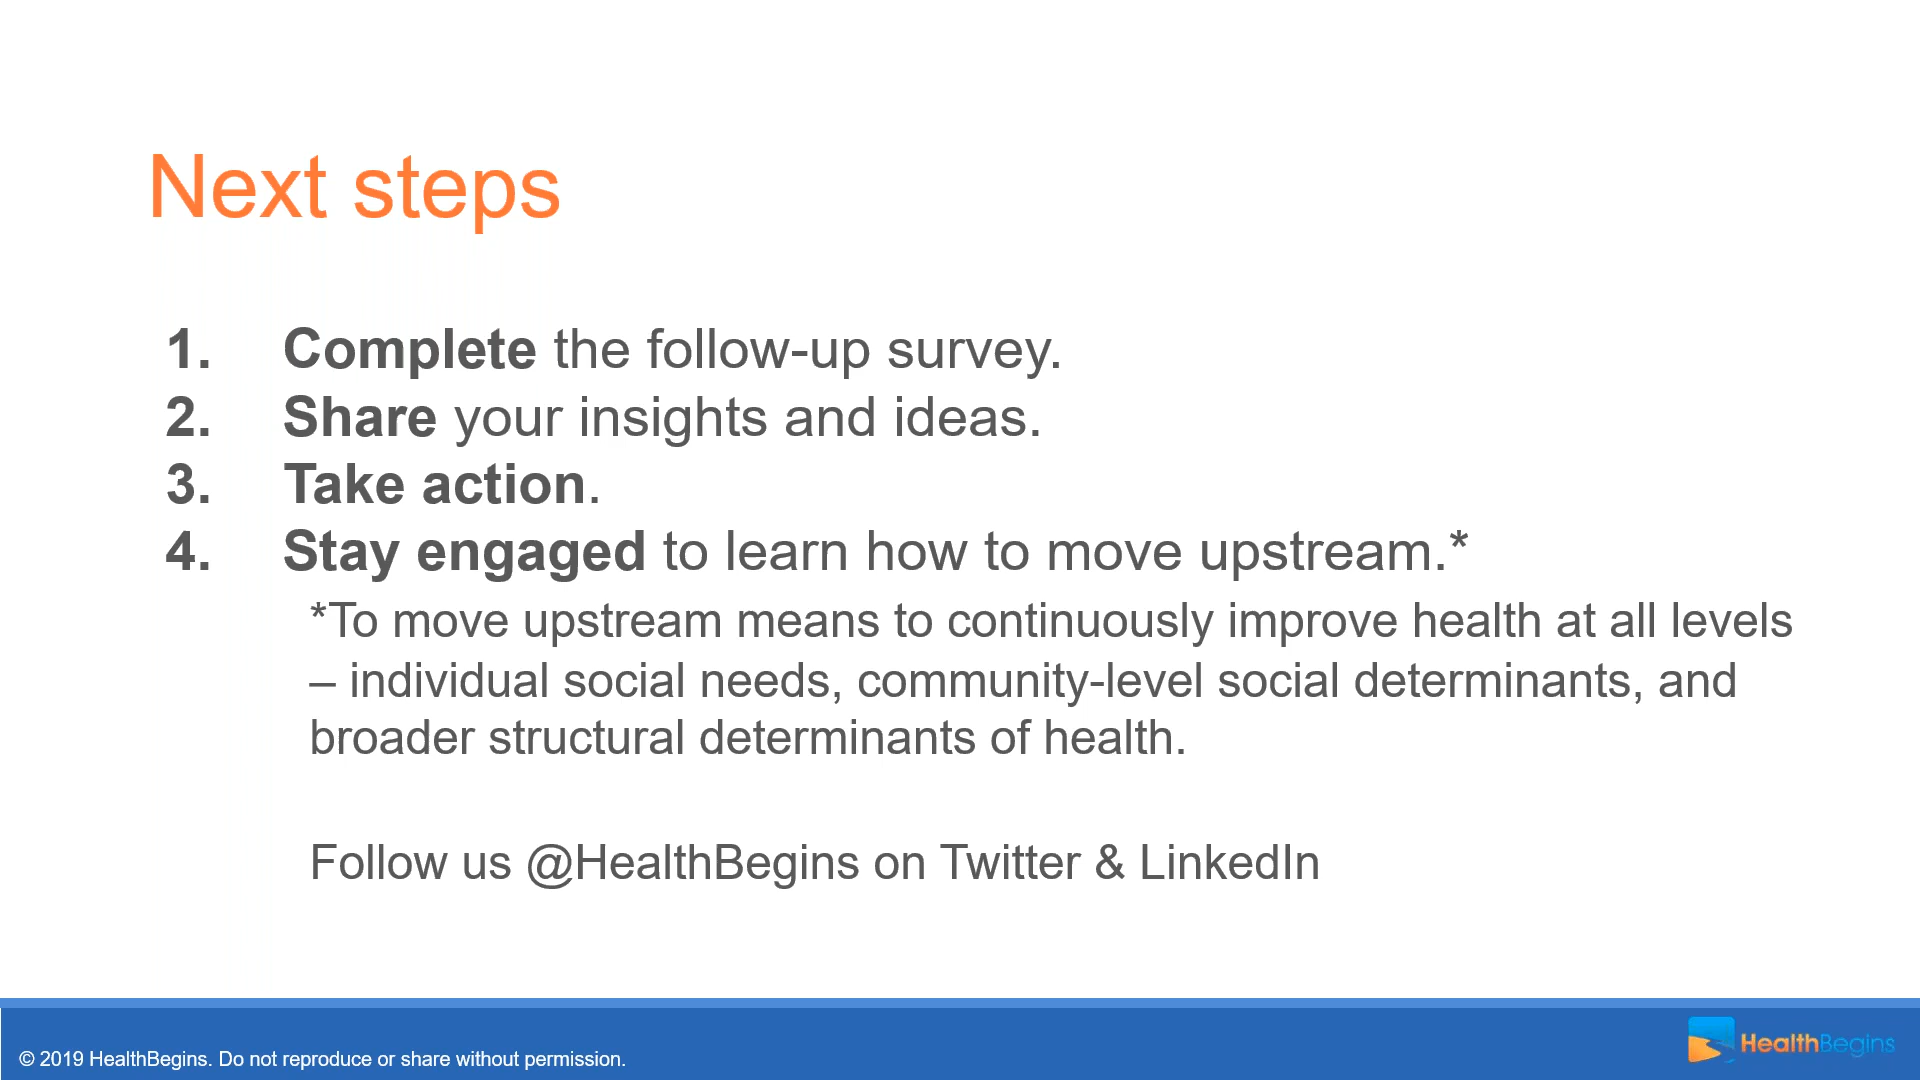 Next steps
1. Complete the follow-up survey.
2. Share your insights and ideas.
3. Take action.
4. Stay engaged to learn how to move upstream.*
*To move upstream means to continuously improve health at all levels
– individual social needs, community-level social determinants, and
broader structural determinants of health.
Follow us @HealthBegins on Twitter & LinkedIn
© 2019 HealthBegins. Do not reproduce or share without permission.
HealthBegins